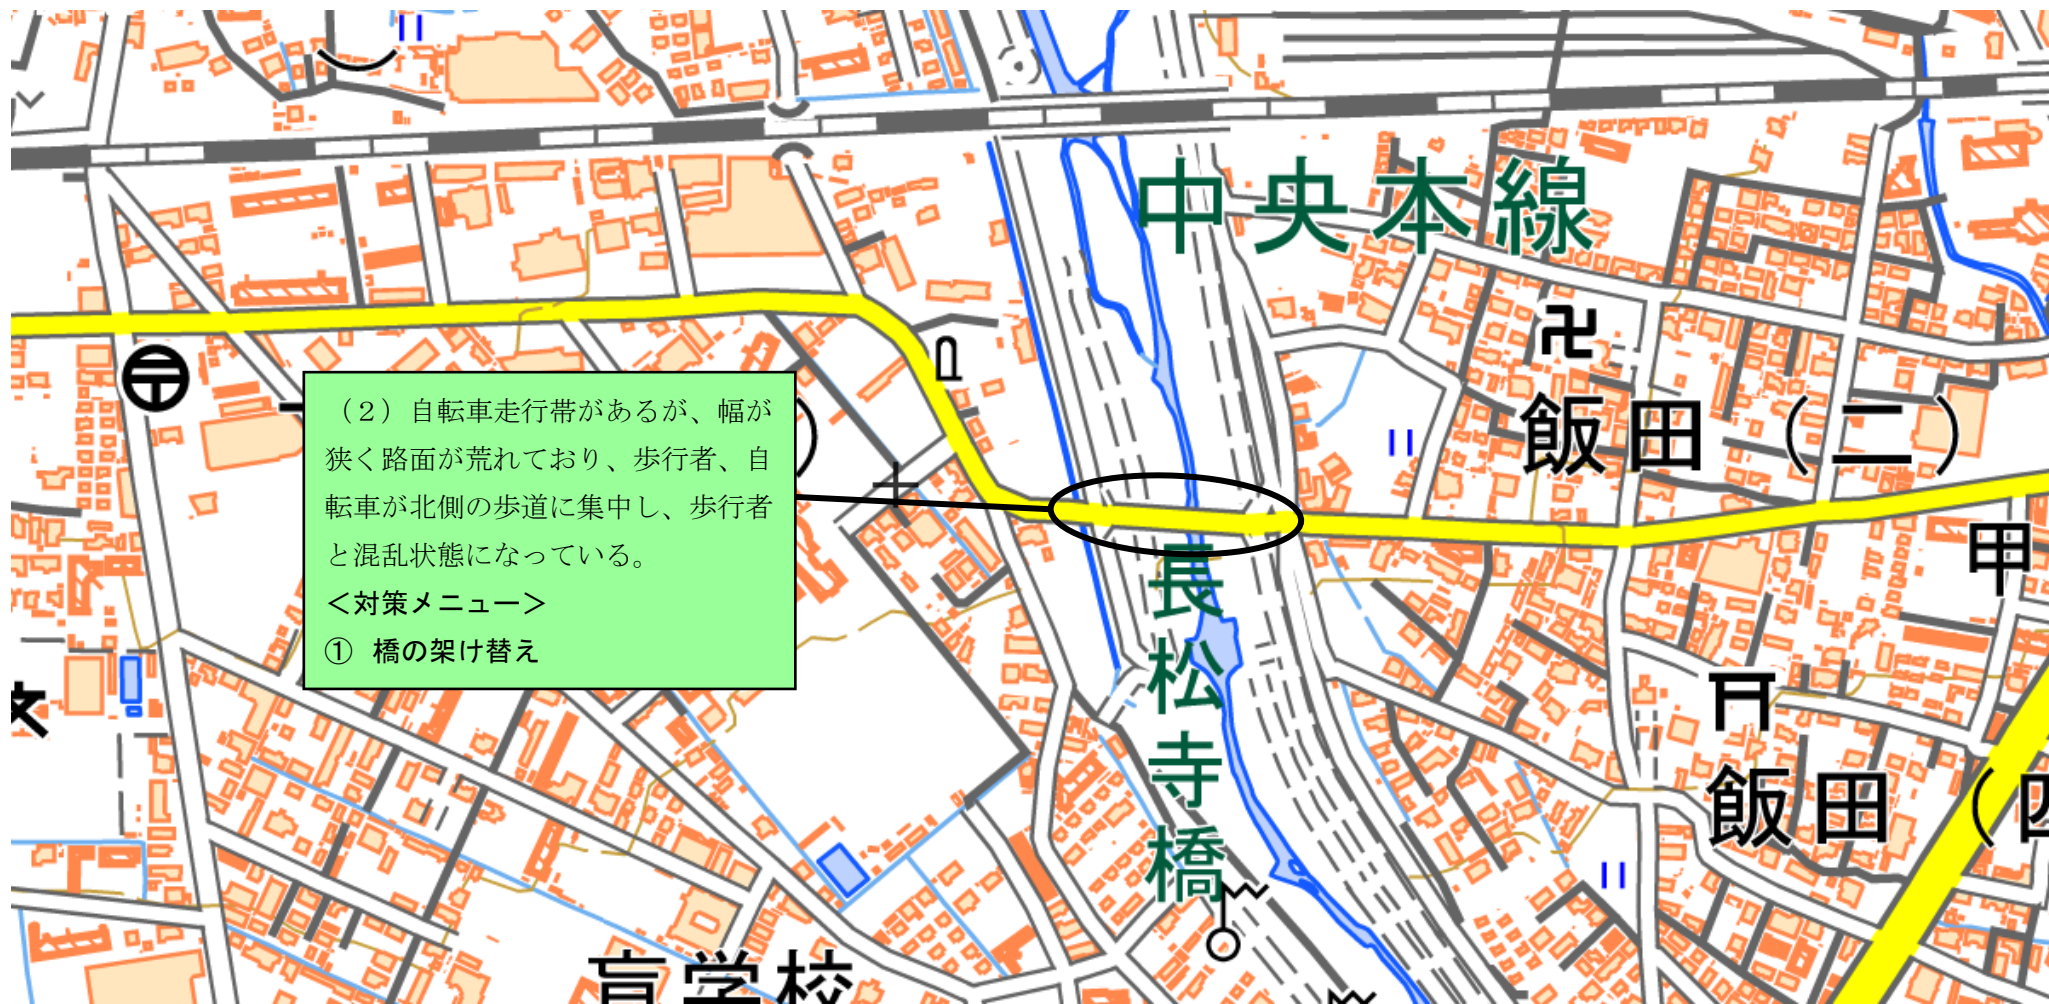 中央本線
飯田（二）
（２）自転車走行帯があるが、幅が
狭く路面が荒れており、歩行者、自
転車が北側の歩道に集中し、歩行者
と混乱状態になっている。
＜対策メニュー＞
①　橋の架け替え
甲
長松寺橋
飯田（四
盲学校